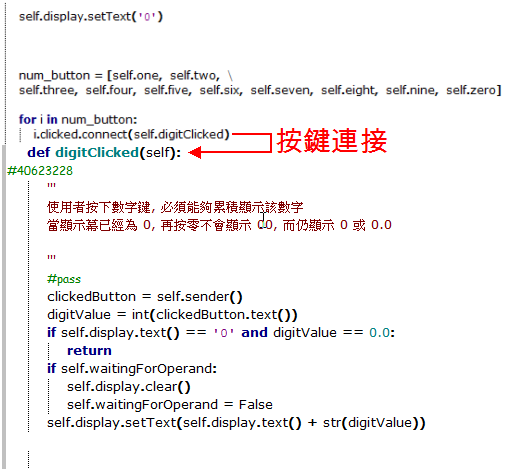 self.display.setText('0')
num_button = [self.one, self.two, \
self.three, self.four, self.five, self.six, self.seven, self.eight, self.nine, self.zero]
for i in num_button:
i.clicked.connect(self.digitClicked)
按鍵連接
def digitClicked(self):
#40623228
'''
使用者按下數字鍵, 必須能夠累積顯示該數字
當顯示幕已經為 0, 再按零不會顯示 00, 而仍顯示 0 或 0.0
'''
#pass
clickedButton = self.sender()
digitValue = int(clickedButton.text())
if self.display.text() == '0' and digitValue == 0.0:
return
if self.waitingForOperand:
self.display.clear()
self.waitingForOperand = False
self.display.setText(self.display.text() + str(digitValue))